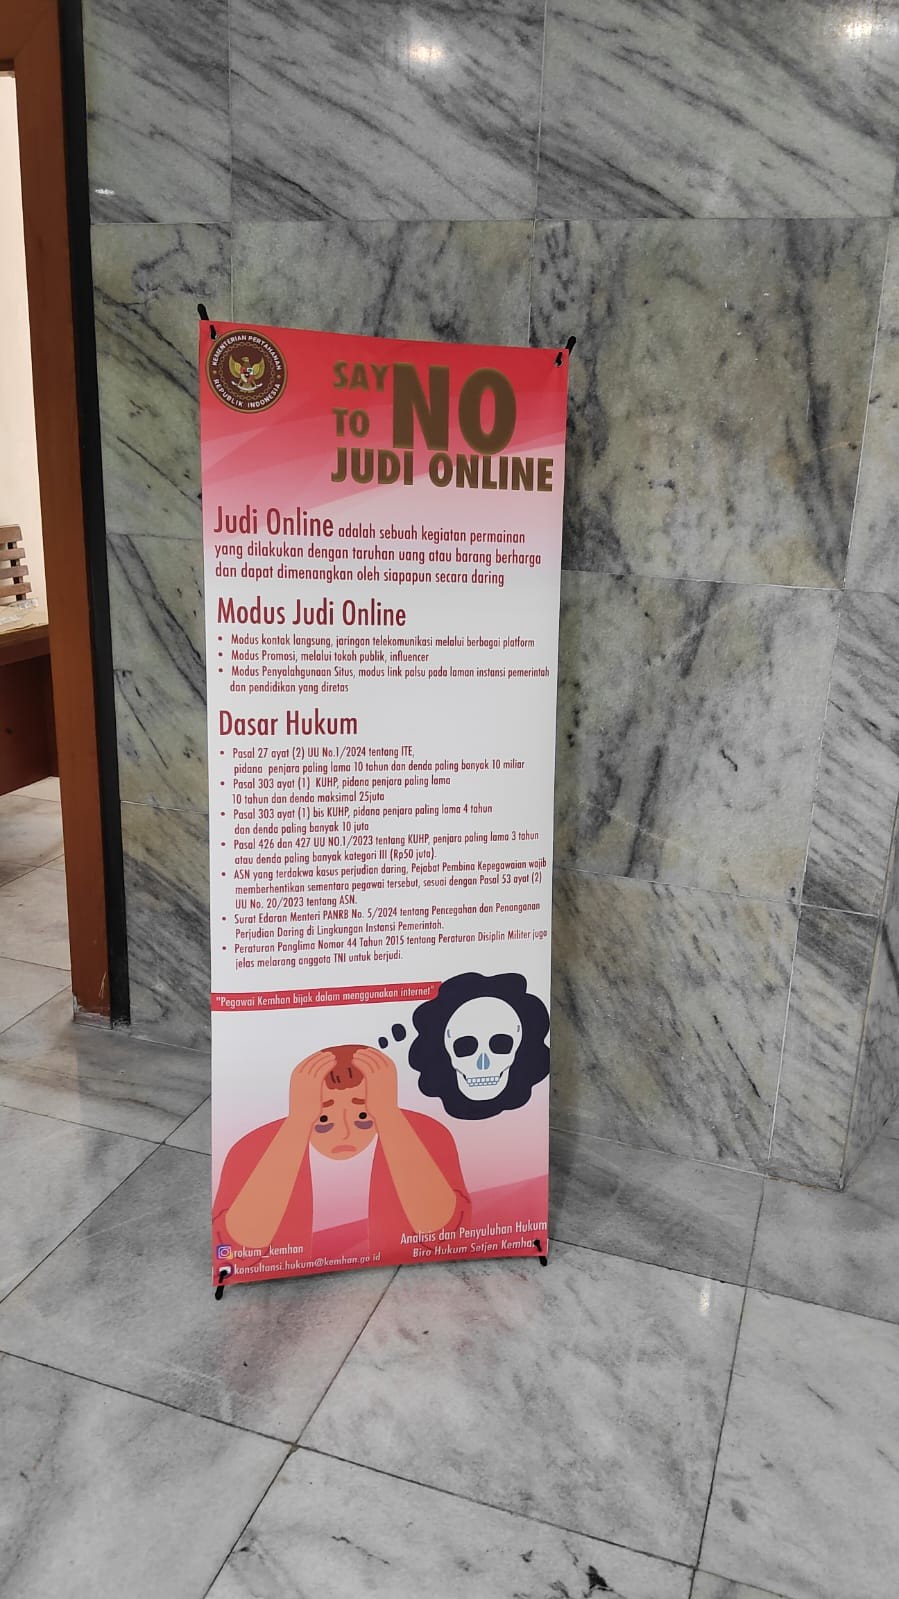 KEMENTERIAN PERTAHANAN
REPUBLIK INDONESIA
SAY NO
TO
JUDI ONLINE
Judi Online adalah sebuah kegiatan permainan
yang dilakukan dengan taruhan uang atau barang berharga
dan dapat dimenangkan oleh siapapun secara daring
Modus Judi Online
• Modus kontak langsung, jaringan telekomunikasi melalui berbagai platform
• Modus Promosi, melalui tokoh publik, influencer
• Modus Penyalahgunaan Situs, modus link palsu pada laman instansi pemerintah
dan pendidikan yang diretas
Dasar Hukum
• Pasal 27 ayat (2) UU No.1/2024 tentang ITE,
pidana penjara paling lama 10 tahun dan denda paling banyak 10 miliar
• Pasal 303 ayat (1) KUHP, pidana penjara paling lama
10 tahun dan denda maksimal 25juta
• Pasal 303 ayat (1) bis KUHP, pidana penjara paling lama 4 tahun
dan denda paling banyak 10 juta
• Pasal 426 dan 427 UU NO.1/2023 tentang KUHP, penjara paling lama 3 tahun
atau denda paling banyak kategori III (Rp50 juta).
• ASN yang terdakwa kasus perjudian daring, Pejabat Pembina Kepegawaian wajib
memberhentikan sementara pegawai tersebut, sesuai dengan Pasal 53 ayat (2)
UU No. 20/2023 tentang ASN.
• Surat Edaran Menteri PANRB No. 5/2024 tentang Pencegahan dan Penanganan
Perjudian Daring di Lingkungan Instansi Pemerintah.
• Peraturan Panglima Nomor 44 Tahun 2015 tentang Peraturan Disiplin Militer juga
jelas melarang anggota TNI untuk berjudi.
"Pegawai Kemhan bijak dalam menggunakan internet"
rokum_kemhan
konsultansi.hukum@kemhan.go.id
Analisis dan Penyuluhan Hukum
Biro Hukum Setjen Kemhan